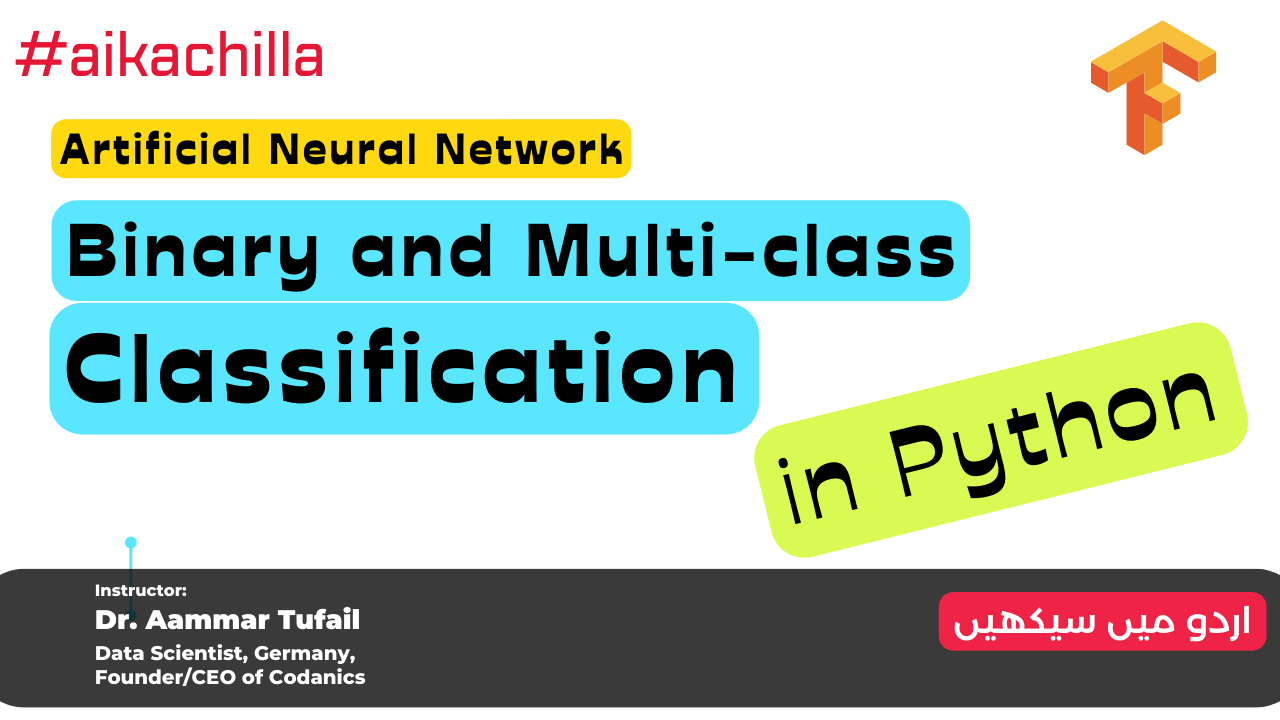 #aikachilla
Artificial Neural Network
Binary and Multi-class
Classification
in Python
Instructor:
Dr. Aammar Tufail
Data Scientist, Germany,
Founder/CEO of Codanics
اردو میں سیکھیں